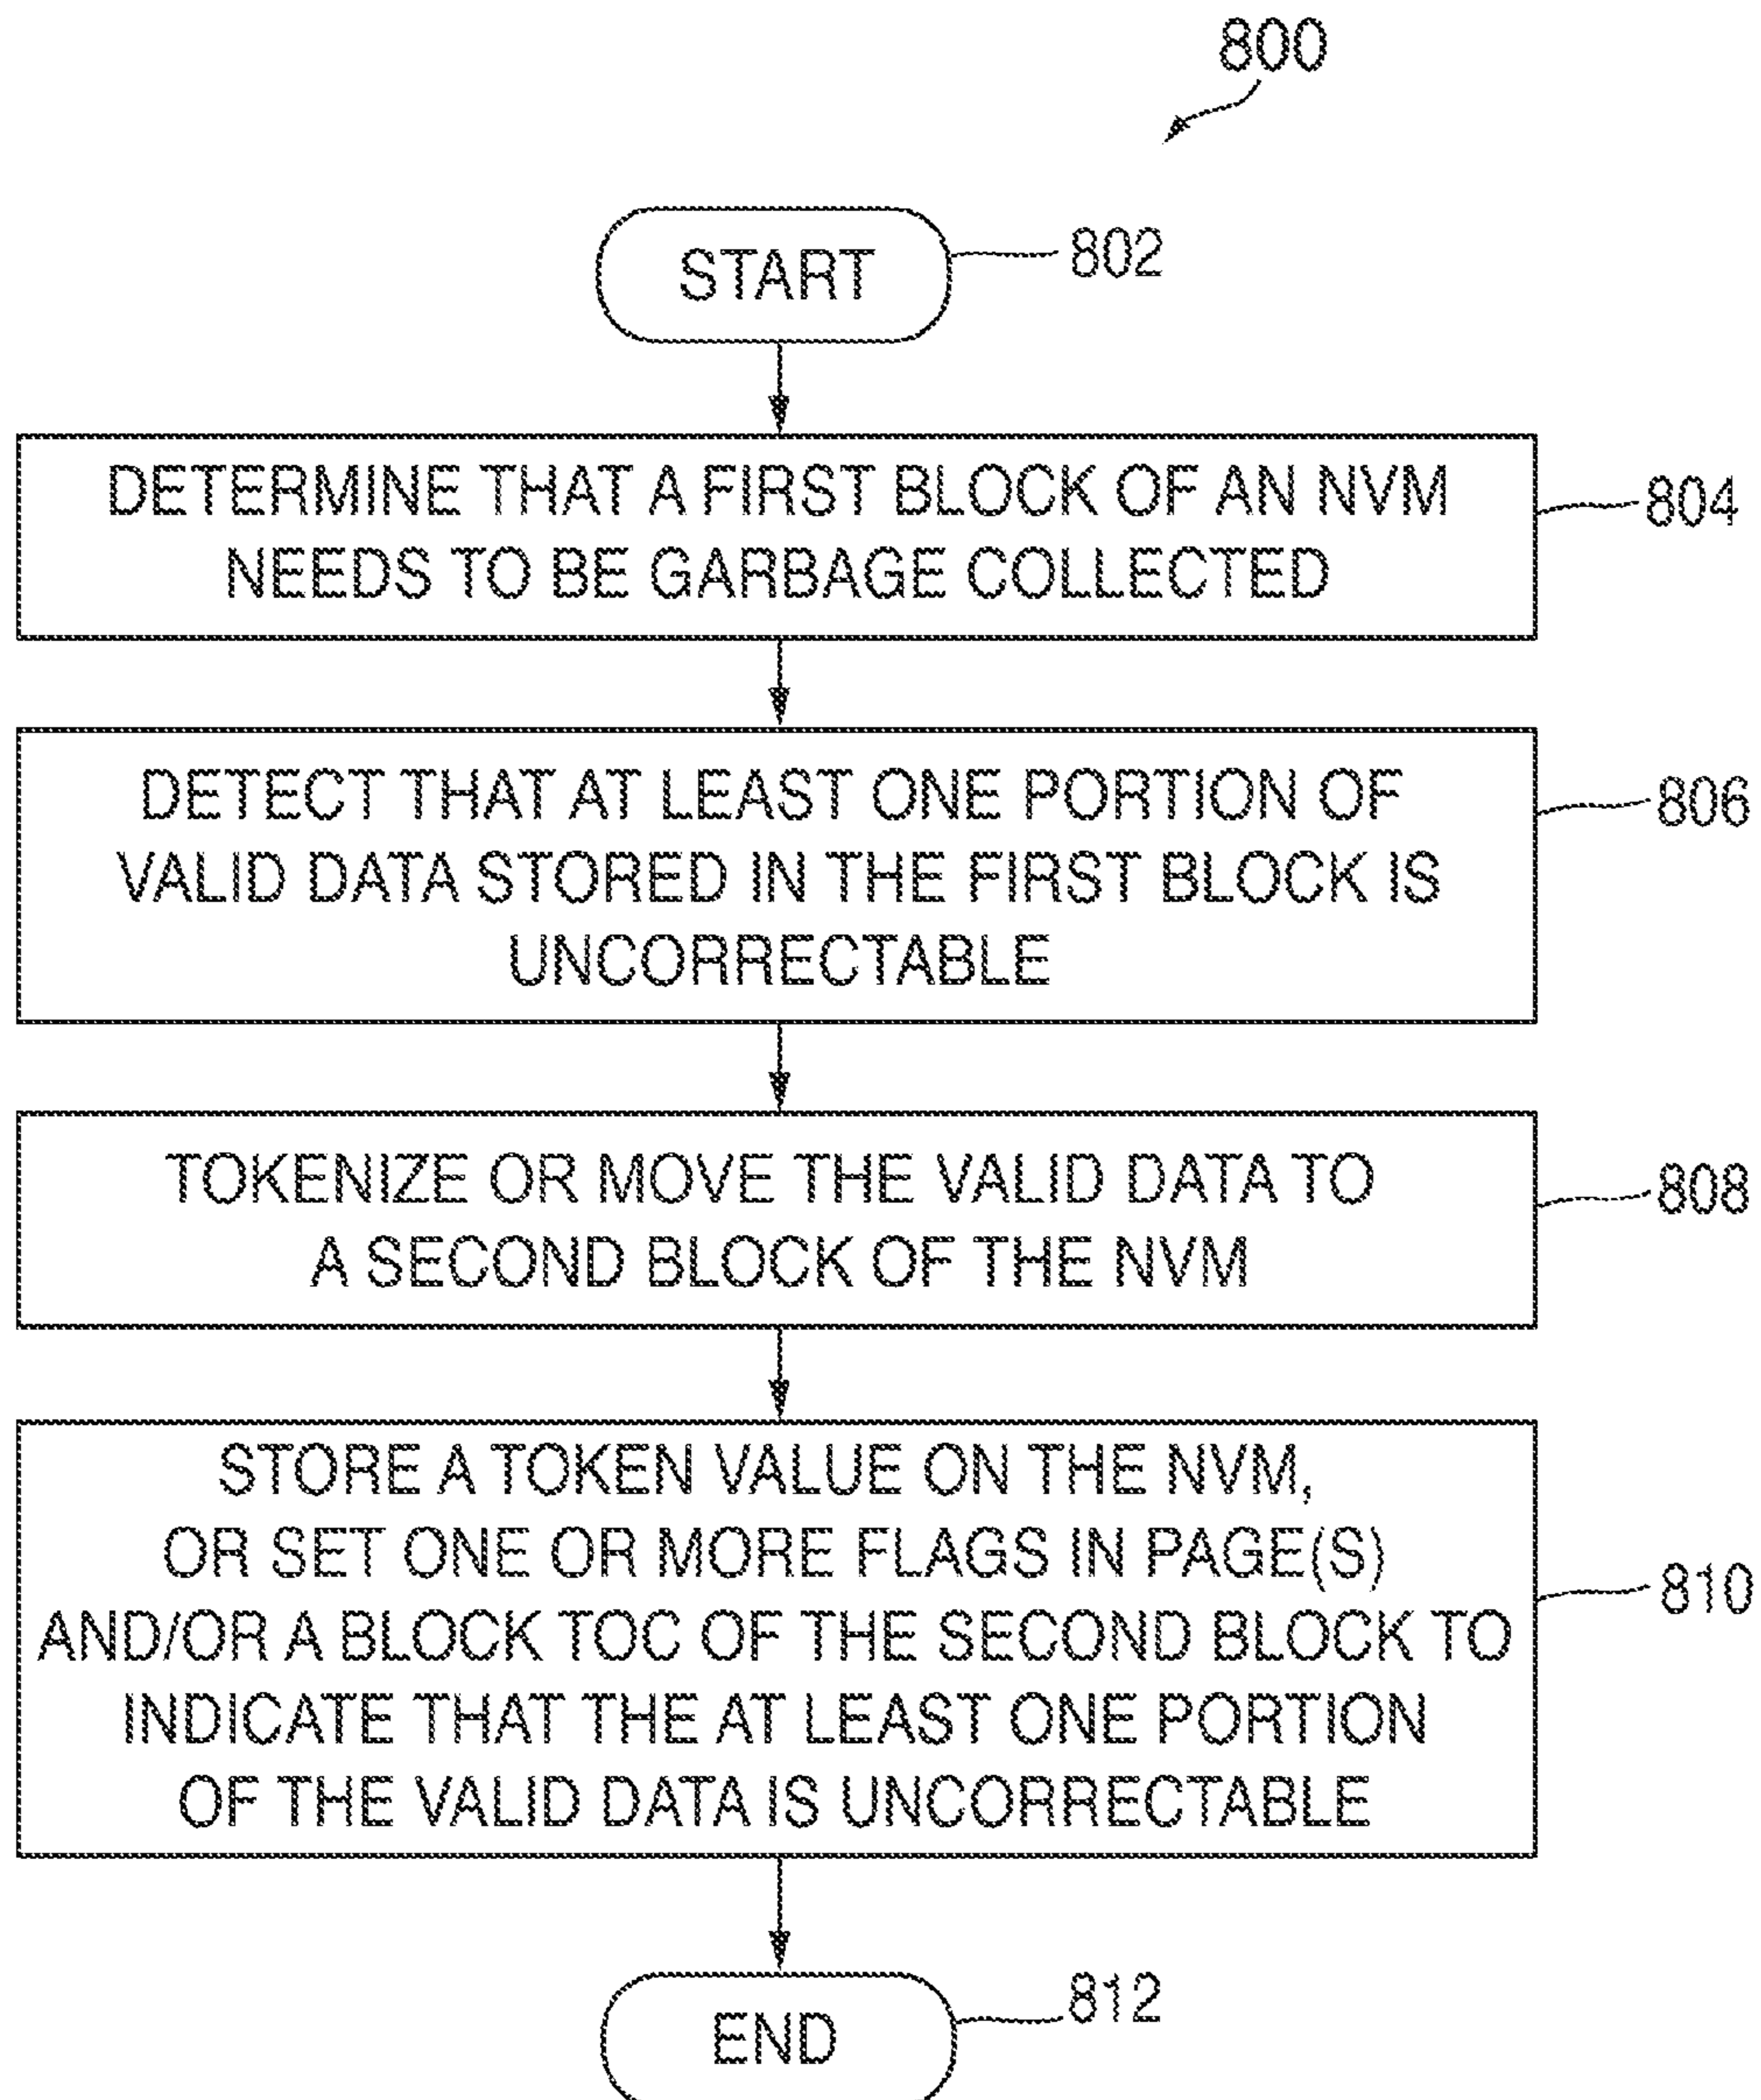 800
START
802
DETERMINE THAT A FIRST BLOCK OF AN NVM
NEEDS TO BE GARBAGE COLLECTED
804
DETECT THAT AT LEAST ONE PORTION OF
VALID DATA STORED IN THE FIRST BLOCK IS
UNCORRECTABLE
806
TOKENIZE OR MOVE THE VALID DATA TO
A SECOND BLOCK OF THE NVM
808
STORE A TOKEN VALUE ON THE NVM,
OR SET ONE OR MORE FLAGS IN PAGE(S)
AND/OR A BLOCK TOC OF THE SECOND BLOCK TO
INDICATE THAT THE AT LEAST ONE PORTION
OF THE VALID DATA IS UNCORRECTABLE
810
END
812